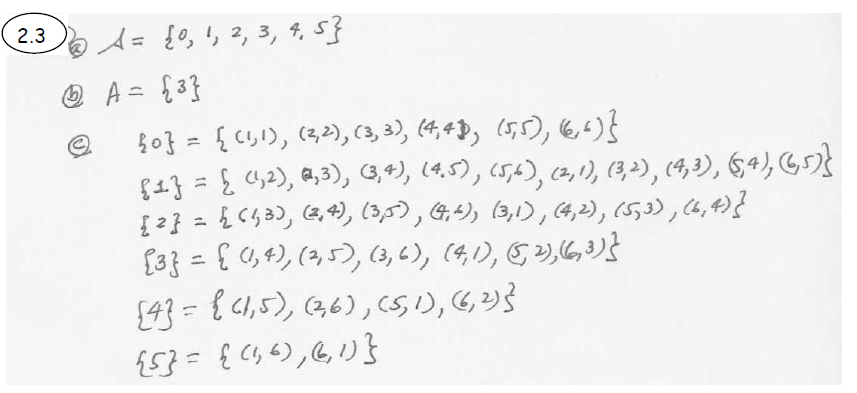 2.3
ⓐ S = {0, 1, 2, 3, 4, 5}
ⓑ A = {3}
ⓒ {0} = { (1,1), (2,2), (3,3), (4,4), (5,5), (6,6)}
{1} = { (1,2), (2,3), (3,4), (4,5), (5,6), (2,1), (3,2), (4,3), (5,4), (6,5)}
{2} = { (1,3), (2,4), (3,5), (4,6), (3,1), (4,2), (5,3), (6,4)}
{3} = { (1,4), (2,5), (3,6), (4,1), (5,2), (6,3)}
{4} = { (1,5), (2,6), (5,1), (6,2)}
{5} = { (1,6), (6,1)}